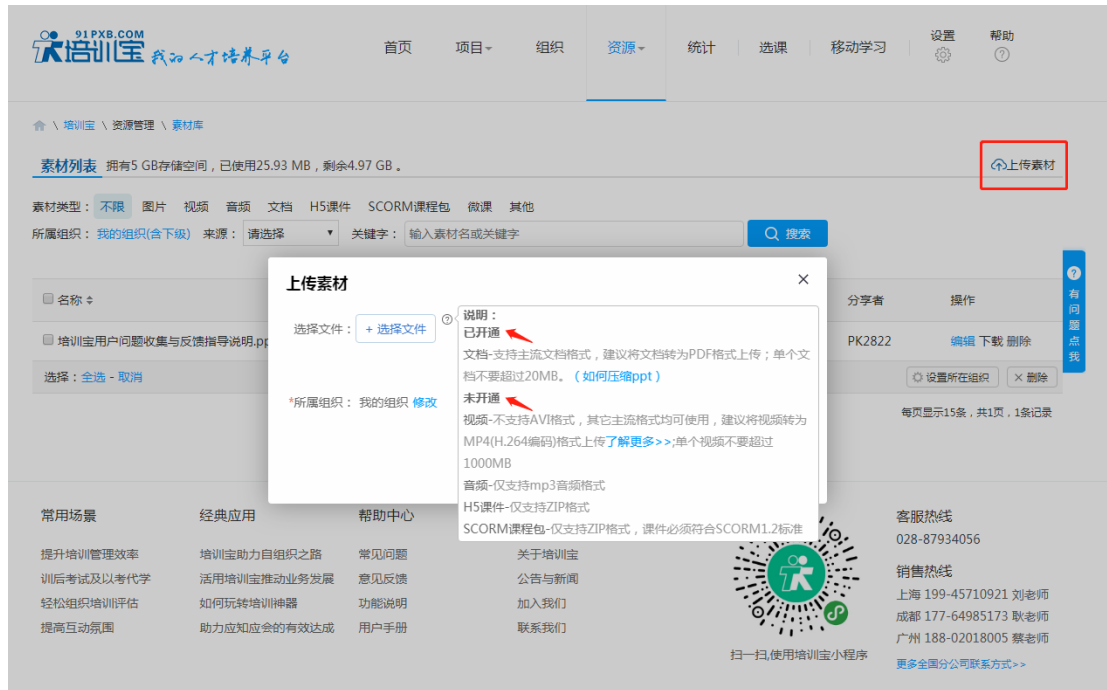 91PXB.COM
培训宝 我的人才培养平台
首页 项目 组织 资源 统计 选课 移动学习 设置 帮助
\ 培训宝 \ 资源管理 \ 素材库
素材列表 拥有5 GB存储空间，已使用25.93 MB，剩余4.97 GB 。 上传素材
素材类型： 不限 图片 视频 音频 文档 H5课件 SCORM课程包 微课 其他
所属组织： 我的组织(含下级) 来源： 请选择 关键字： 输入素材名或关键字 搜索
上传素材 ×
名称 分享者 操作
选择文件： + 选择文件
说明：
已开通
文档-支持主流文档格式，建议将文档转为PDF格式上传；单个文
档不要超过20MB。（如何压缩ppt）
未开通
视频-不支持AVI格式，其它主流格式均可使用，建议将视频转为
MP4(H.264编码)格式上传了解更多>>;单个视频不要超过
1000MB
音频-仅支持mp3音频格式
H5课件-仅支持ZIP格式
SCORM课程包-仅支持ZIP格式，课件必须符合SCORM1.2标准
*所属组织： 我的组织 修改
培训宝用户问题收集与反馈指导说明.pp PK2822 编辑 下载 删除
选择：全选 - 取消 设置所在组织 × 删除
每页显示15条，共1页，1条记录
? 有问题点我
常用场景 经典应用 帮助中心 客服热线
028-87934056
提升培训管理效率 培训宝助力自组织之路 常见问题 关于培训宝
销售热线
训后考试及以考代学 活用培训宝推动业务发展 意见反馈 公告与新闻
上海 199-45710921 刘老师
轻松组织培训评估 如何玩转培训神器 功能说明 加入我们
成都 177-64985173 耿老师
提高互动氛围 助力应知应会的有效达成 用户手册 联系我们
广州 188-02018005 蔡老师
扫一扫,使用培训宝小程序
更多全国分公司联系方式>>